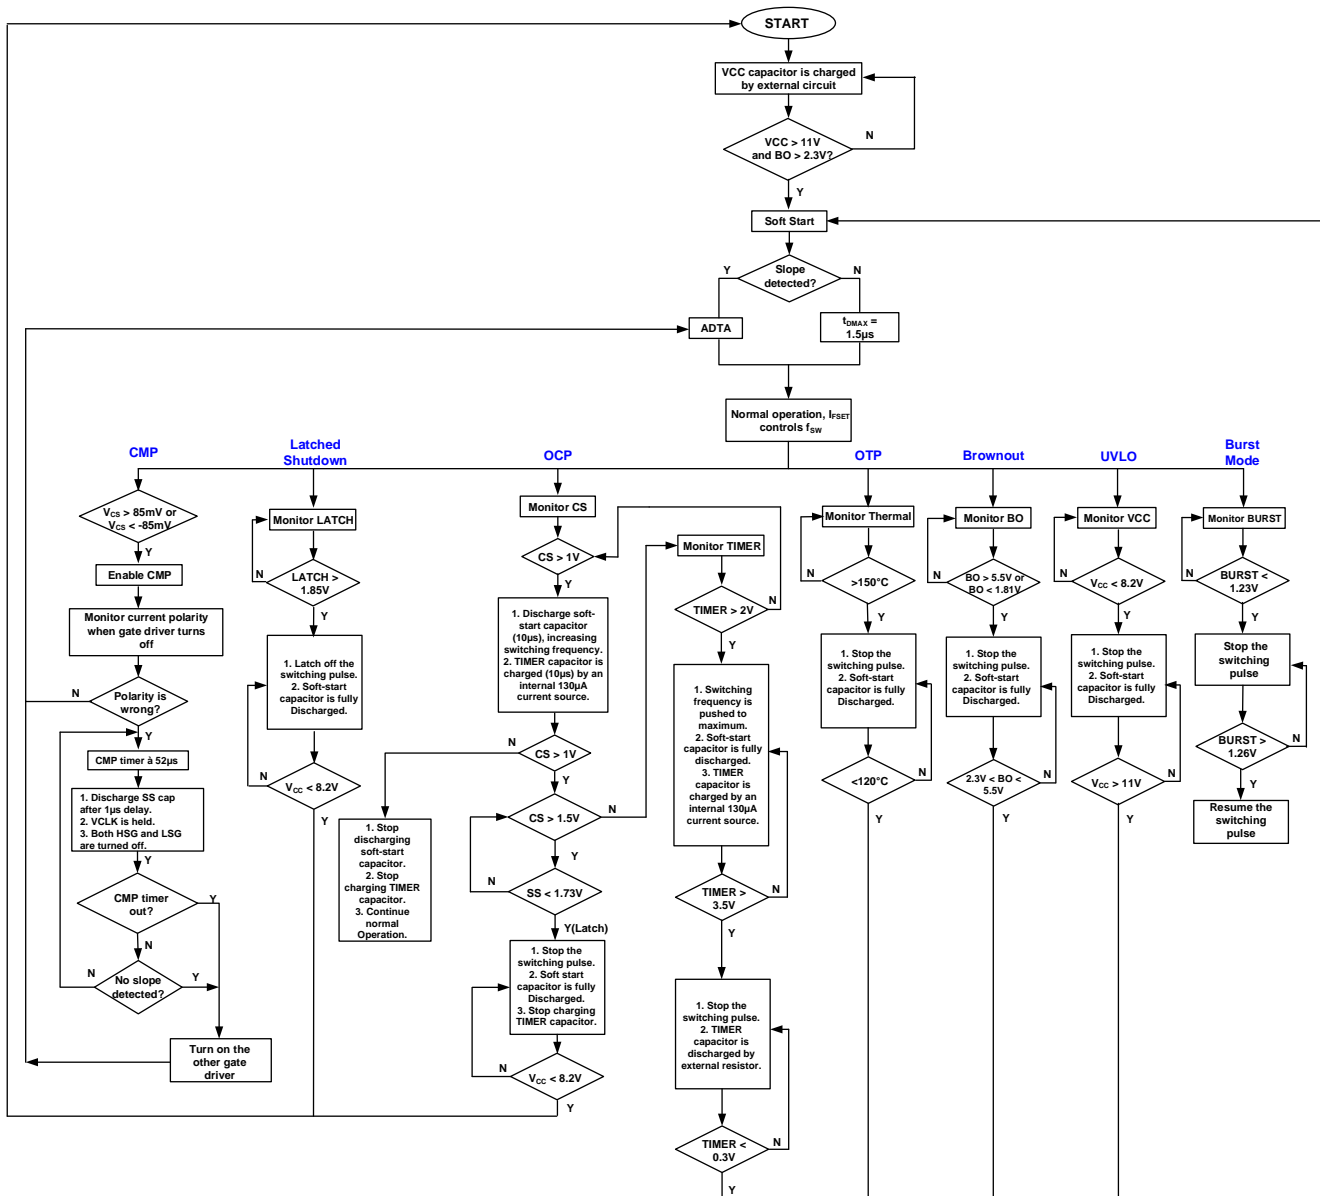 START
VCC capacitor is charged
by external circuit
VCC > 11V
and BO > 2.3V?
N
Y
Soft Start
Slope
detected?
Y
N
ADTA
tDMAX =
1.5µs
Normal operation, IFSET
controls fSW
CMP
VCS > 85mV or
VCS < -85mV
Y
Enable CMP
Monitor current polarity
when gate driver turns
off
Polarity is
wrong?
N
Y
CMP timer à 52µs
1. Discharge SS cap
after 1µs delay.
2. VCLK is held.
3. Both HSG and LSG
are turned off.
Y
CMP timer
out?
Y
N
No slope
detected?
N
Y
Turn on the
other gate
driver
Latched
Shutdown
Monitor LATCH
LATCH >
1.85V
N
Y
1. Latch off the
switching pulse.
2. Soft-start
capacitor is fully
Discharged.
VCC < 8.2V
N
Y
OCP
Monitor CS
CS > 1V
Y
1. Discharge soft-
start capacitor
(10µs), increasing
switching frequency.
2. TIMER capacitor is
charged (10µs) by an
internal 130µA
current source.
CS > 1V
N
Y
1. Stop
discharging
soft-start
capacitor.
2. Stop
charging TIMER
capacitor.
3. Continue
normal
Operation.
CS > 1.5V
N
Y
SS < 1.73V
N
Y(Latch)
1. Stop the
switching pulse.
2. Soft start
capacitor is fully
Discharged.
3. Stop charging
TIMER capacitor.
VCC < 8.2V
N
Y
Monitor TIMER
TIMER > 2V
N
Y
1. Switching
frequency is
pushed to
maximum.
2. Soft-start
capacitor is fully
discharged.
3. TIMER
capacitor is
charged by an
internal 130µA
current source.
TIMER >
3.5V
N
Y
1. Stop the
switching pulse.
2. TIMER
capacitor is
discharged by
external resistor.
TIMER <
0.3V
N
Y
OTP
Monitor Thermal
>150°C
N
Y
1. Stop the
switching pulse.
2. Soft-start
capacitor is fully
Discharged.
<120°C
N
Y
Brownout
Monitor BO
BO > 5.5V or
BO < 1.81V
N
Y
1. Stop the
switching pulse.
2. Soft-start
capacitor is fully
Discharged.
2.3V < BO <
5.5V
N
Y
UVLO
Monitor VCC
VCC < 8.2V
N
Y
1. Stop the
switching pulse.
2. Soft-start
capacitor is fully
Discharged.
VCC > 11V
N
Y
Burst
Mode
Monitor BURST
BURST <
1.23V
N
Y
Stop the
switching
pulse
BURST >
1.26V
N
Y
Resume the
switching
pulse